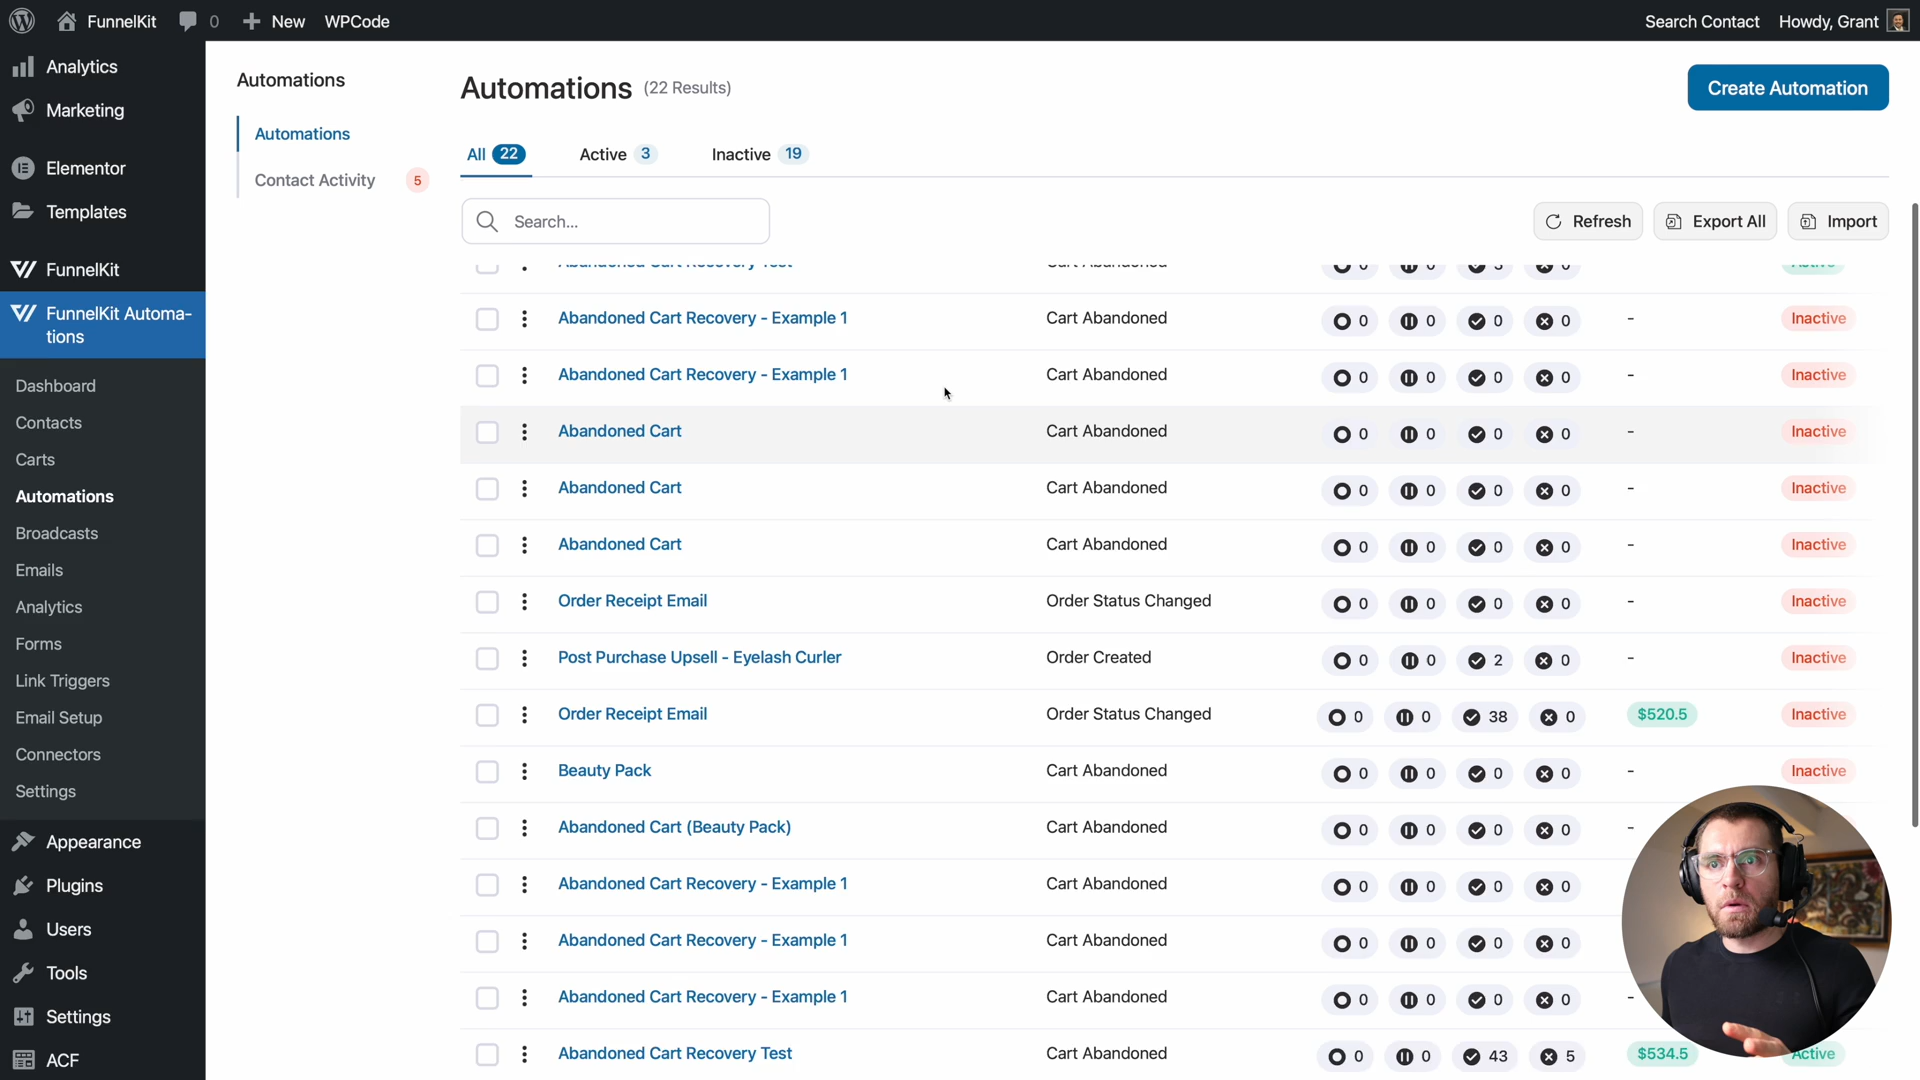 FunnelKit 0 New WPCode Search Contact Howdy, Grant
Analytics
Marketing
Elementor
Templates
FunnelKit
FunnelKit Automa-
tions
Dashboard
Contacts
Carts
Automations
Broadcasts
Emails
Analytics
Forms
Link Triggers
Email Setup
Connectors
Settings
Appearance
Plugins
Users
Tools
Settings
ACF
Automations
Automations
Contact Activity 5
Automations (22 Results) Create Automation
All 22 Active 3 Inactive 19
Search... Refresh Export All Import
Abandoned Cart Recovery Test Cart Abandoned 0 0 3 0 Active
Abandoned Cart Recovery - Example 1 Cart Abandoned 0 0 0 0 - Inactive
Abandoned Cart Recovery - Example 1 Cart Abandoned 0 0 0 0 - Inactive
Abandoned Cart Cart Abandoned 0 0 0 0 - Inactive
Abandoned Cart Cart Abandoned 0 0 0 0 - Inactive
Abandoned Cart Cart Abandoned 0 0 0 0 - Inactive
Order Receipt Email Order Status Changed 0 0 0 0 - Inactive
Post Purchase Upsell - Eyelash Curler Order Created 0 0 2 0 - Inactive
Order Receipt Email Order Status Changed 0 0 38 0 $520.5 Inactive
Beauty Pack Cart Abandoned 0 0 0 0 - Inactive
Abandoned Cart (Beauty Pack) Cart Abandoned 0 0 0 0 -
Abandoned Cart Recovery - Example 1 Cart Abandoned 0 0 0 0
Abandoned Cart Recovery - Example 1 Cart Abandoned 0 0 0 0
Abandoned Cart Recovery - Example 1 Cart Abandoned 0 0 0 0 -
Abandoned Cart Recovery Test Cart Abandoned 0 0 43 5 $534.5 Active